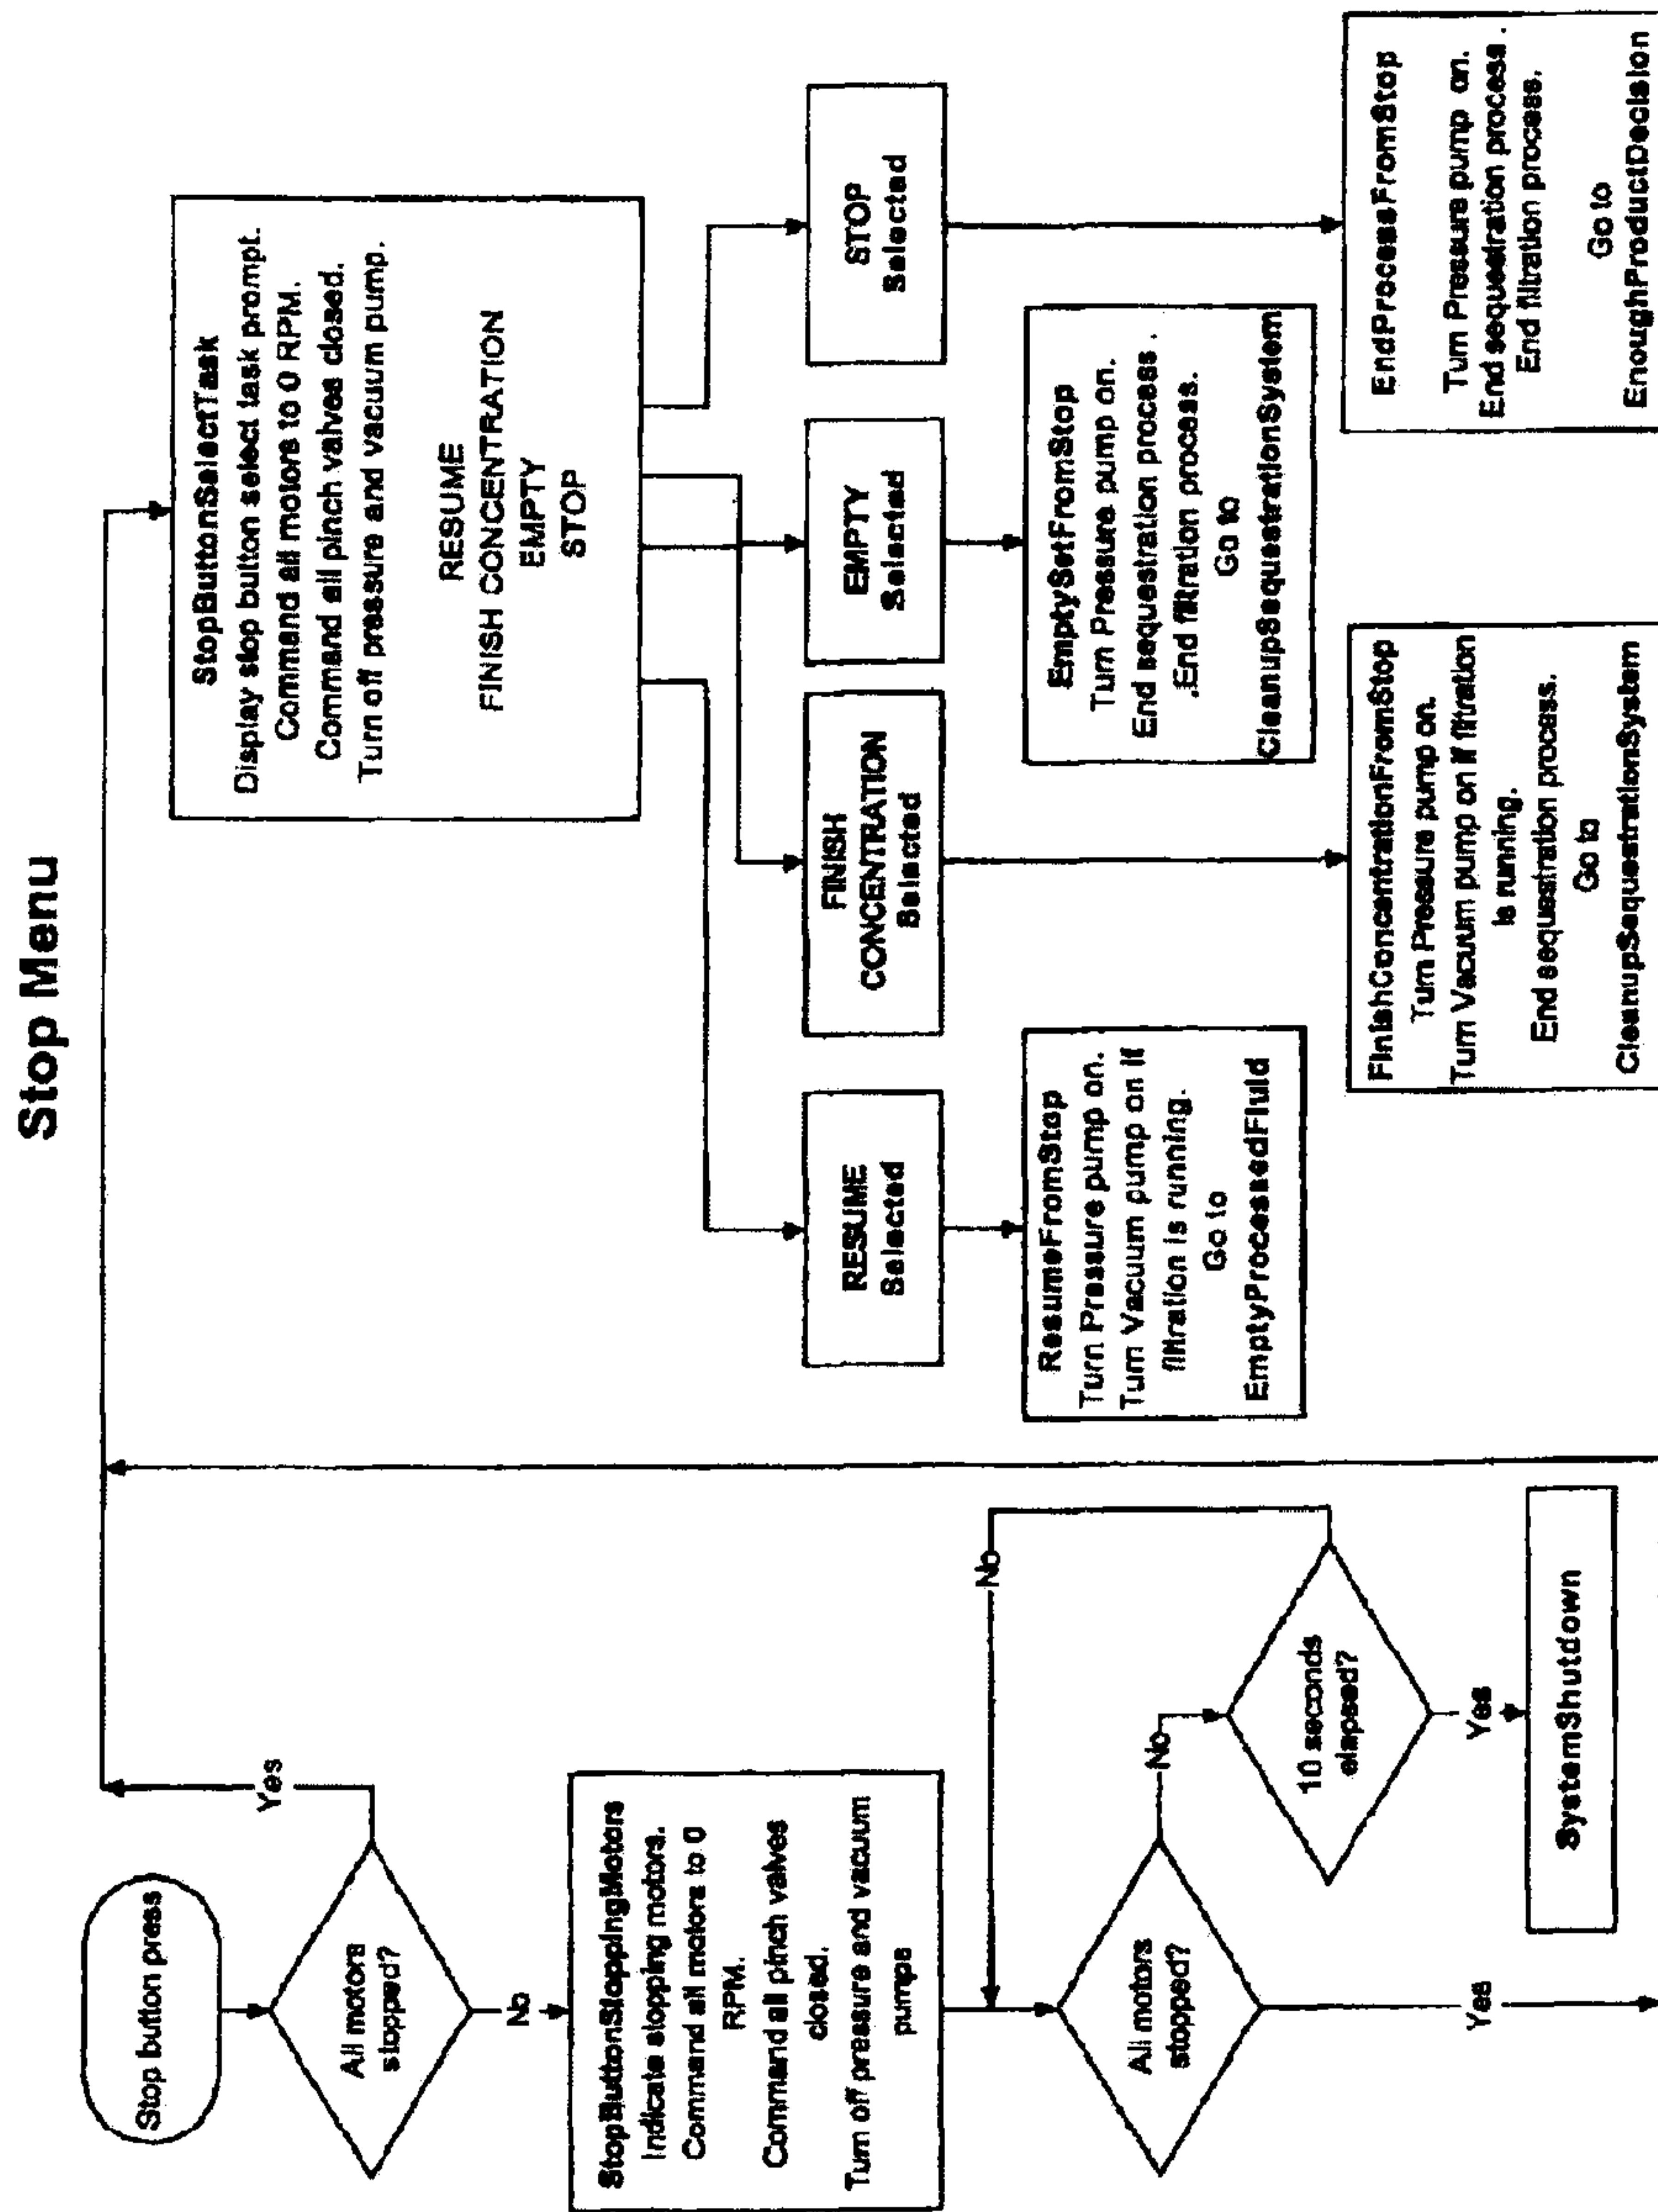 Stop Menu
Stop button press
All motors
stopped?
Yes
No
StopButtonStoppingMotors
Indicate stopping motors.
Command all motors to 0
RPM.
Command all pinch valves
closed.
Turn off pressure and vacuum
pumps
All motors
stopped?
No
Yes
10 seconds
elapsed?
No
Yes
SystemShutdown
StopButtonSelectTask
Display stop button select task prompt.
Command all motors to 0 RPM.
Command all pinch valves closed.
Turn off pressure and vacuum pump.
RESUME
FINISH CONCENTRATION
EMPTY
STOP
RESUME
Selected
FINISH
CONCENTRATION
Selected
EMPTY
Selected
STOP
Selected
ResumeFromStop
Turn Pressure pump on.
Turn Vacuum pump on if
filtration is running.
Go to
EmptyProcessedFluid
FinishConcentrationFromStop
Turn Pressure pump on.
Turn Vacuum pump on if filtration
is running.
End sequestration process.
Go to
CleanupSequestrationSystem
EmptySetFromStop
Turn Pressure pump on.
End sequestration process .
.End filtration process.
Go to
CleanupSequestrationSystem
EndProcessFromStop
Turn Pressure pump on.
End sequestration process .
End filtration process.
Go to
EnoughProductDecision